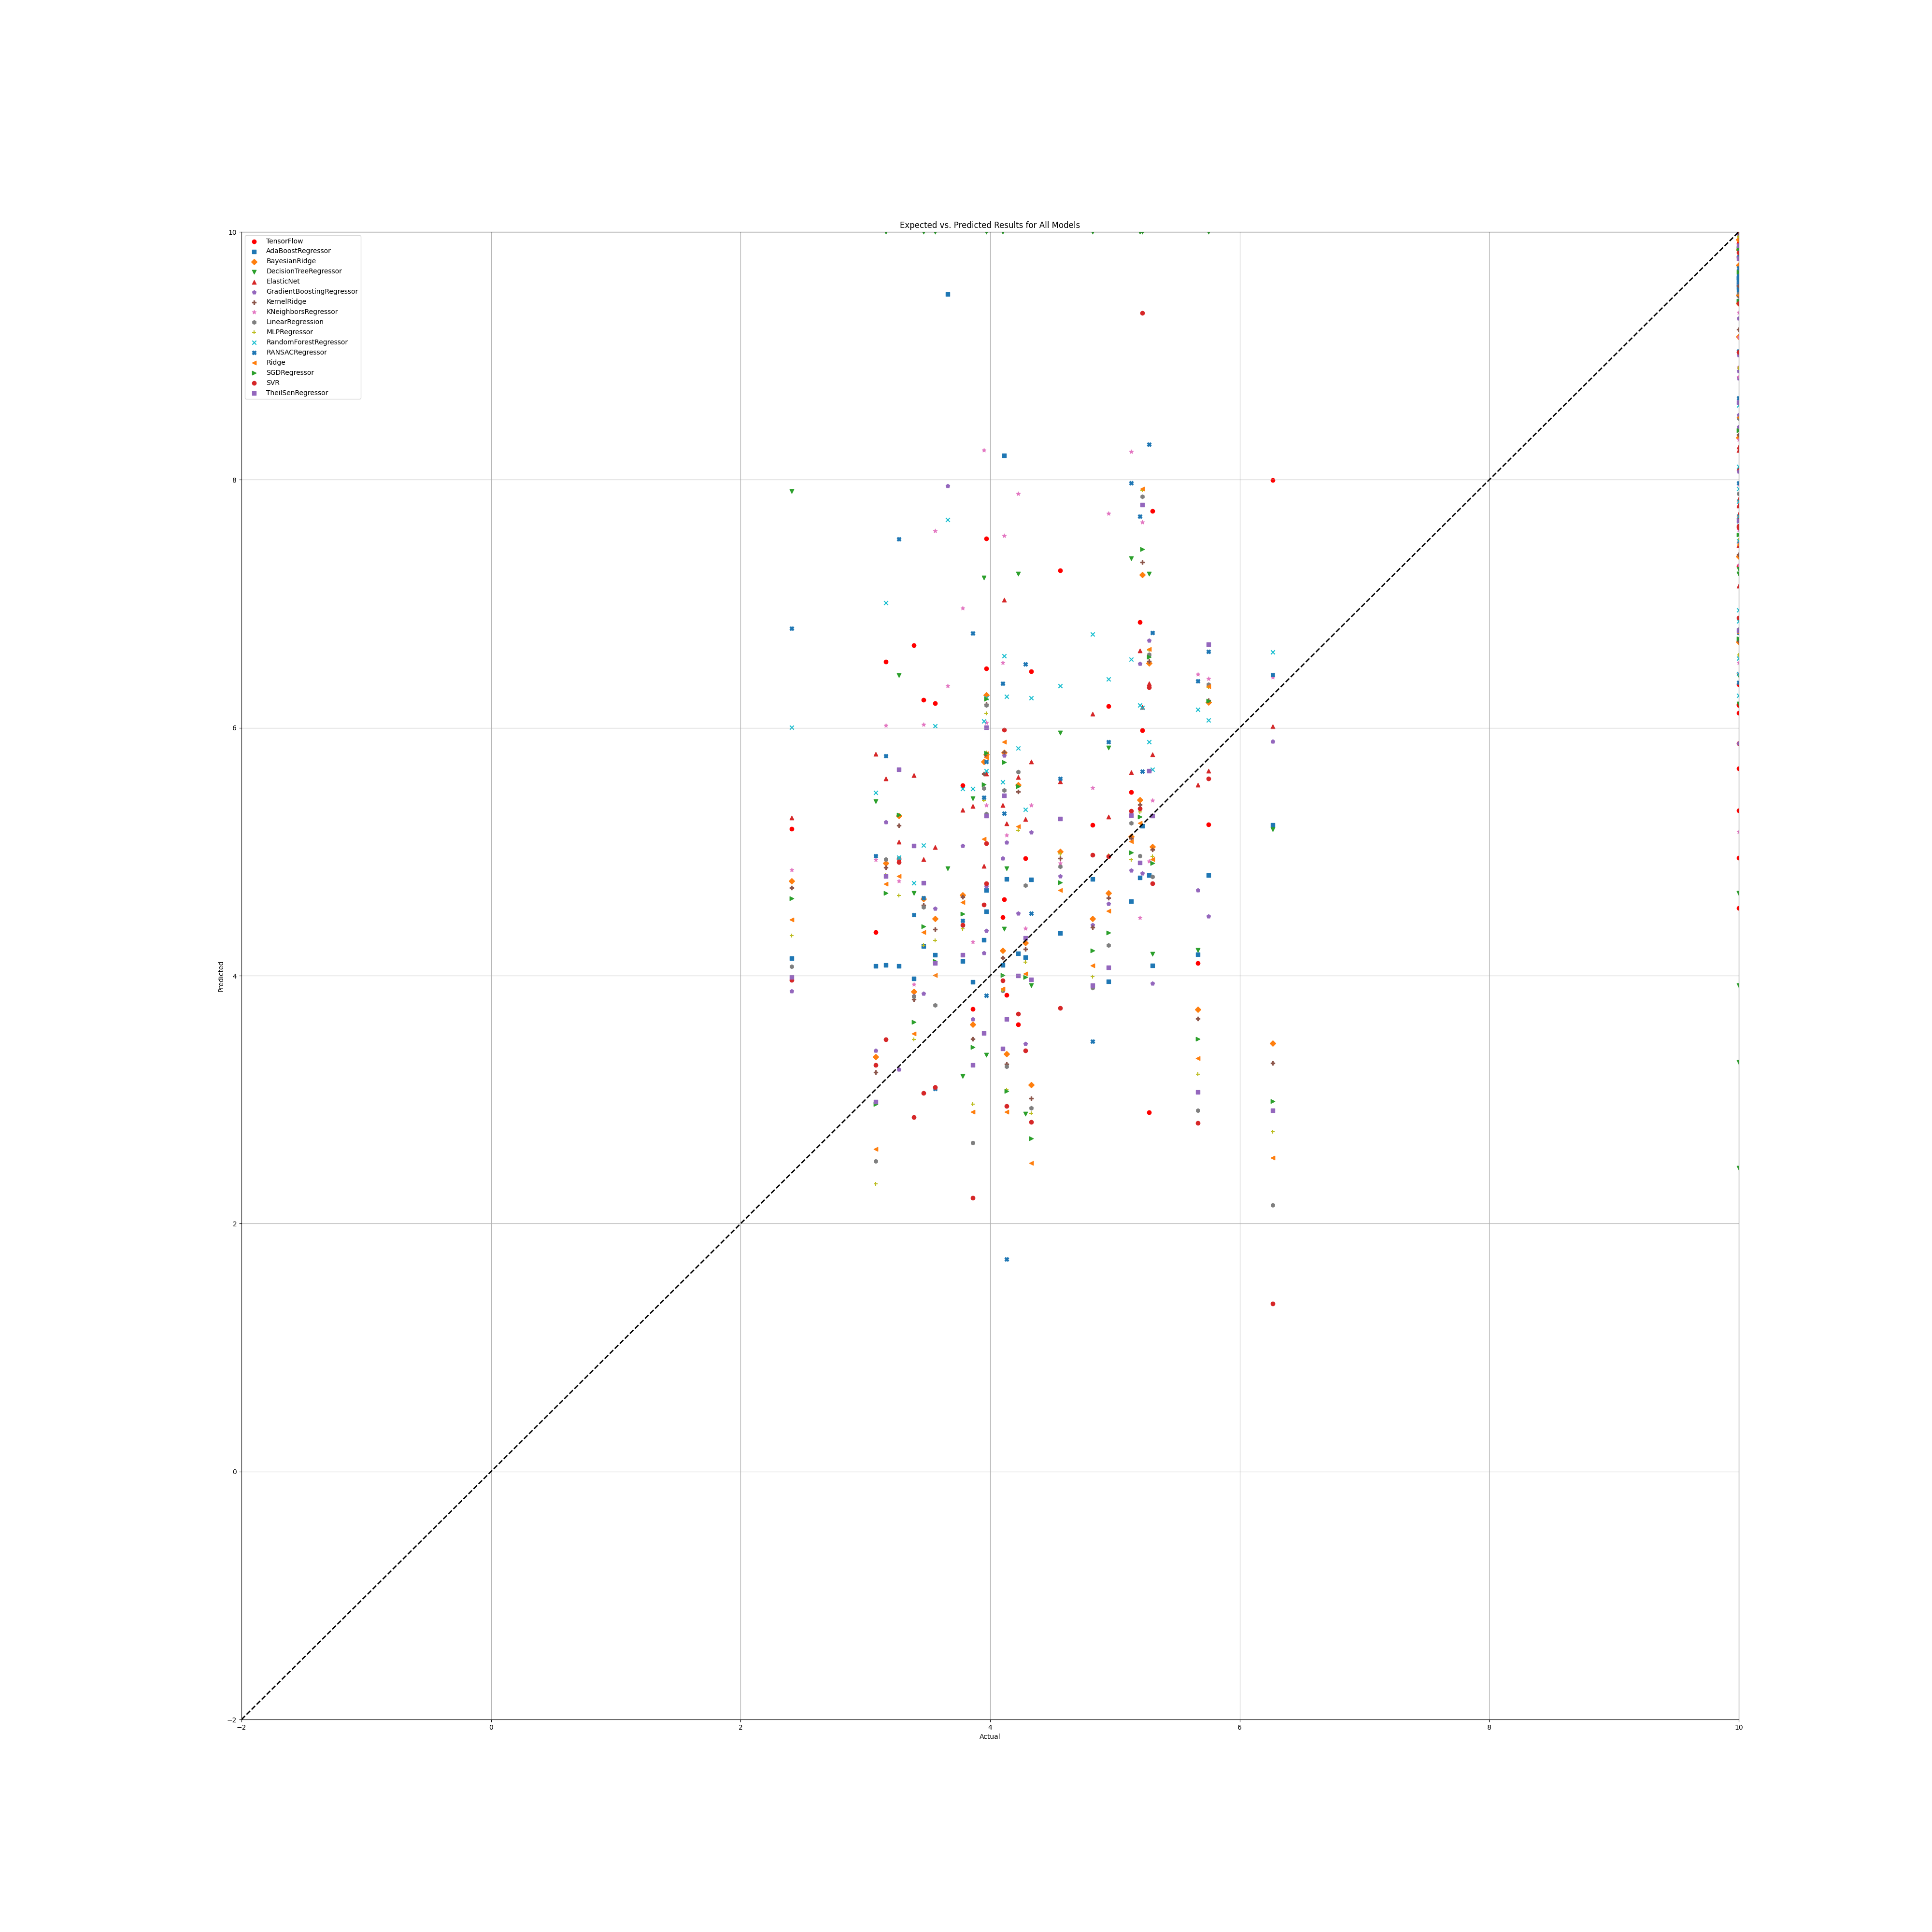 Expected vs. Predicted Results for All Models
TensorFlow
AdaBoostRegressor
BayesianRidge
DecisionTreeRegressor
ElasticNet
GradientBoostingRegressor
KernelRidge
KNeighborsRegressor
LinearRegression
MLPRegressor
RandomForestRegressor
RANSACRegressor
Ridge
SGDRegressor
SVR
TheilSenRegressor
10
8
6
4
2
0
−2
Predicted
−2 0 2 4 6 8 10
Actual